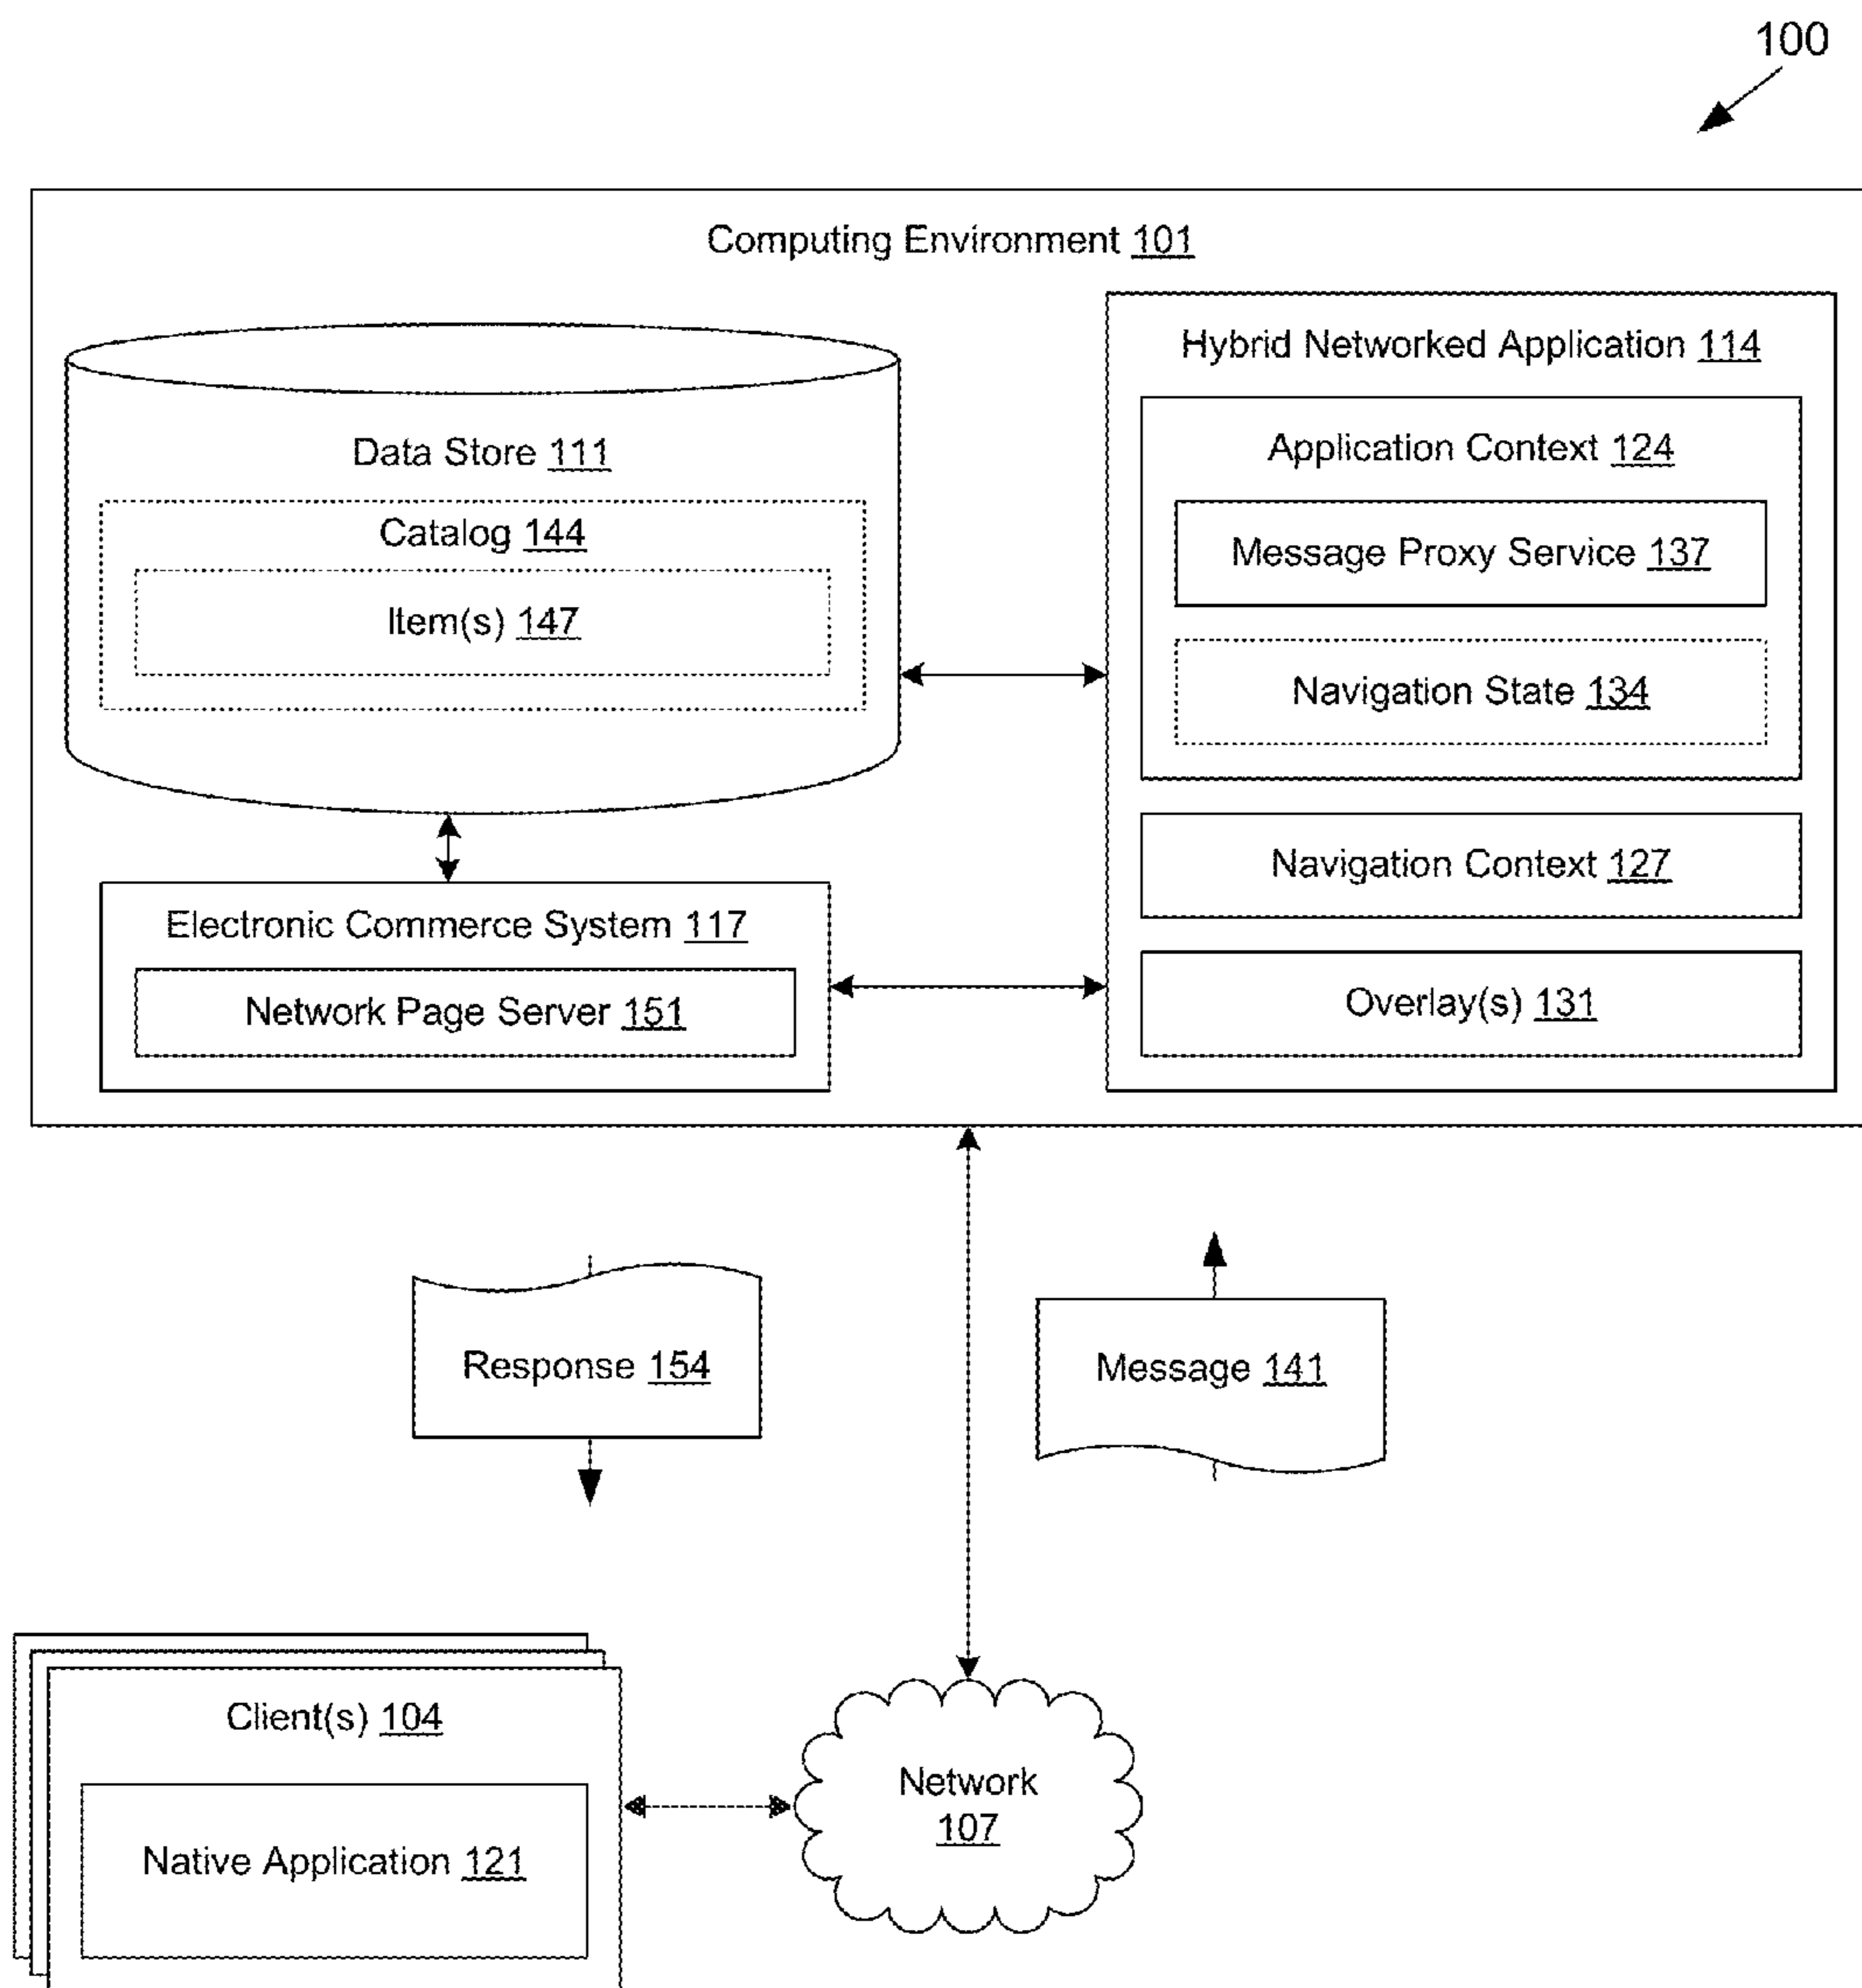 100
Computing Environment 101
Data Store 111
Catalog 144
Item(s) 147
Electronic Commerce System 117
Network Page Server 151
Hybrid Networked Application 114
Application Context 124
Message Proxy Service 137
Navigation State 134
Navigation Context 127
Overlay(s) 131
Response 154
Message 141
Client(s) 104
Native Application 121
Network
107